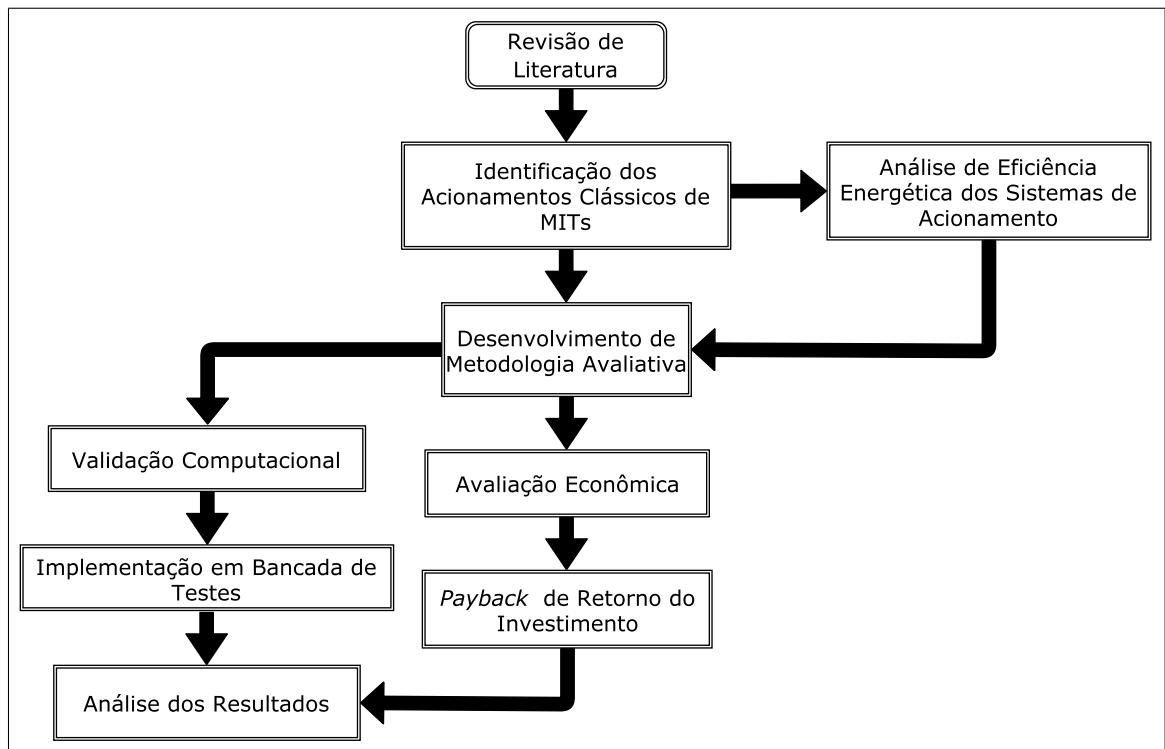 Revisão de
Literatura
Identificação dos
Acionamentos Clássicos de
MITs
Análise de Eficiência
Energética dos Sistemas de
Acionamento
Desenvolvimento de
Metodologia Avaliativa
Validação Computacional
Avaliação Econômica
Implementação em Bancada de
Testes
Payback de Retorno do
Investimento
Análise dos Resultados